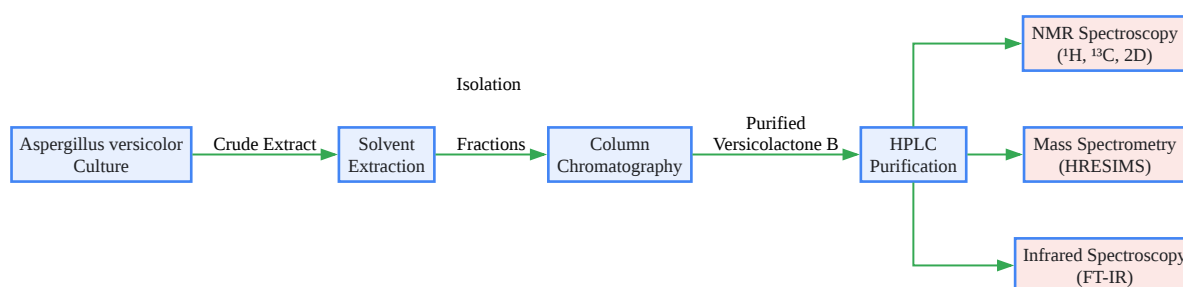 Isolation
Aspergillus versicolor
Culture
Crude Extract
Solvent
Extraction
Fractions
Column
Chromatography
Purified
Versicolactone B
HPLC
Purification
NMR Spectroscopy
(¹H, ¹³C, 2D)
Mass Spectrometry
(HRESIMS)
Infrared Spectroscopy
(FT-IR)